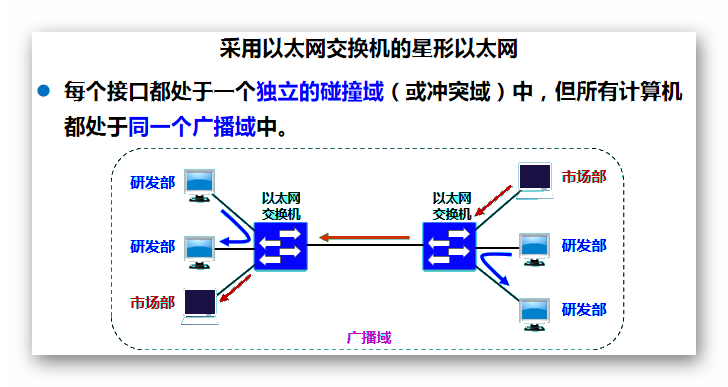 采用以太网交换机的星形以太网
每个接口都处于一个独立的碰撞域（或冲突域）中，但所有计算机
都处于同一个广播域中。
研发部
以太网
交换机
以太网
交换机
市场部
研发部
研发部
市场部
研发部
广播域